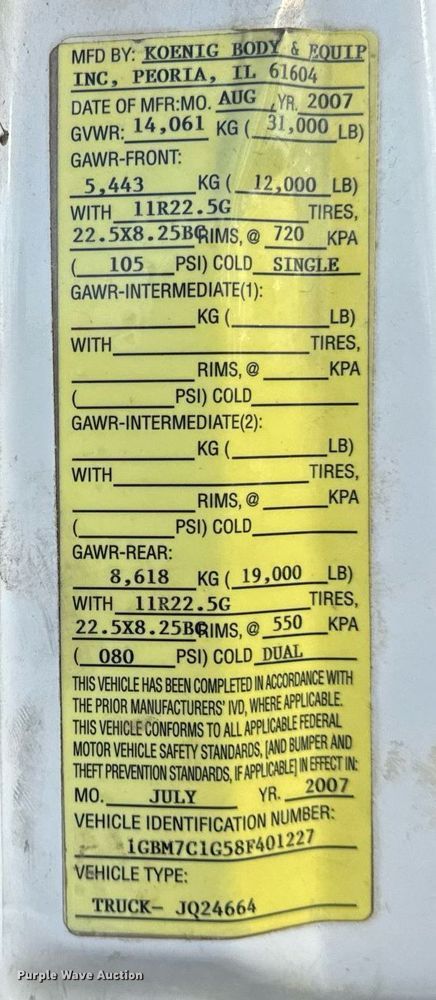 MFD BY: KOENIG BODY & EQUIP
INC, PEORIA, IL 61604
DATE OF MFR:MO. AUG , YR. 2007
GVWR: 14,061 KG ( 31,000 LB)
GAWR-FRONT:
5,443 KG ( 12,000 LB)
WITH 11R22.5G TIRES,
22.5X8.25BC RIMS, @ 720 KPA
( 105 PSI) COLD SINGLE
GAWR-INTERMEDIATE(1):
KG ( LB)
WITH TIRES,
RIMS, @ KPA
( PSI) COLD
GAWR-INTERMEDIATE(2):
KG ( LB)
WITH TIRES,
RIMS, @ KPA
( PSI) COLD
GAWR-REAR:
8,618 KG ( 19,000 LB)
WITH 11R22.5G TIRES,
22.5X8.25BC RIMS, @ 550 KPA
( 080 PSI) COLD DUAL
THIS VEHICLE HAS BEEN COMPLETED IN ACCORDANCE WITH
THE PRIOR MANUFACTURERS' IVD, WHERE APPLICABLE.
THIS VEHICLE CONFORMS TO ALL APPLICABLE FEDERAL
MOTOR VEHICLE SAFETY STANDARDS, [AND BUMPER AND
THEFT PREVENTION STANDARDS, IF APPLICABLE] IN EFFECT IN:
MO. JULY YR. 2007
VEHICLE IDENTIFICATION NUMBER:
1GBM7C1G58F401227
VEHICLE TYPE:
TRUCK- JQ24664
Purple Wave Auction